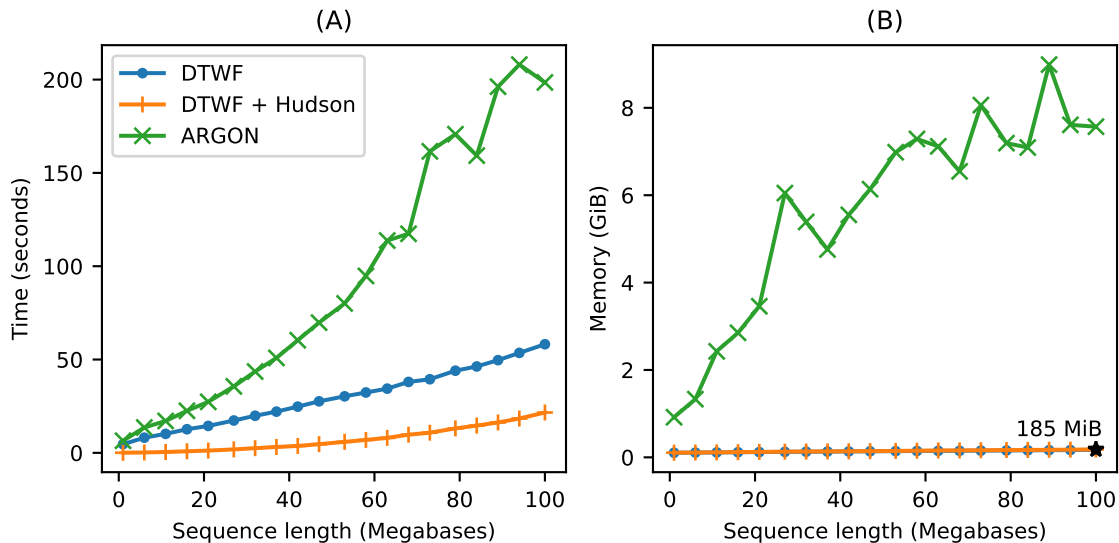 (A)
Time (seconds)
200
150
100
50
0
DTWF
DTWF + Hudson
ARGON
0 20 40 60 80 100
Sequence length (Megabases)
(B)
Memory (GiB)
8
6
4
2
0
185 MiB
0 20 40 60 80 100
Sequence length (Megabases)